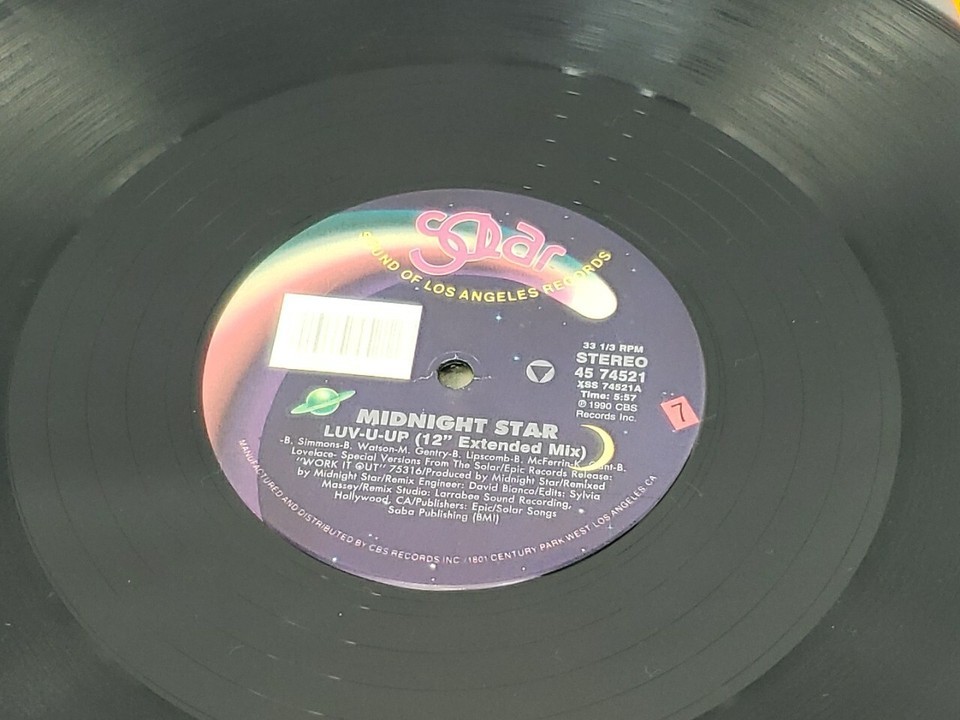 solar
SOUND OF LOS ANGELES RECORDS
33 1/3 RPM
STEREO
45 74521
XSS 74521A
Time: 5:57
℗ 1990 CBS
Records Inc.
7
MIDNIGHT STAR
LUV-U-UP (12" Extended Mix)
-B. Simmons-B. Watson-M. Gentry-B. Lipscomb-B. McFerrin-K. -B.
Lovelace- Special Versions From The Solar/Epic Records Release:
"WORK IT OUT" 75316/Produced by Midnight Star/Remixed
by Midnight Star/Remix Engineer: David Bianco/Edits: Sylvia
Massey/Remix Studio: Larrabee Sound Recording,
Hollywood, CA/Publishers: Epic/Solar Songs
Soba Publishing (BMI)
MANUFACTURED AND DISTRIBUTED BY CBS RECORDS INC. /1801 CENTURY PARK WEST, LOS ANGELES, CA